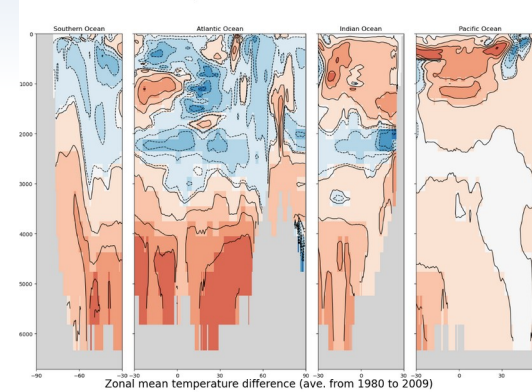 Southern Ocean Atlantic Ocean Indian Ocean Pacific Ocean
0
1000
2000
3000
4000
5000
6000
−90 −60 −30 −30 0 30 60 90 −30 0 30 −30 0 30
Zonal mean temperature difference (ave. from 1980 to 2009)